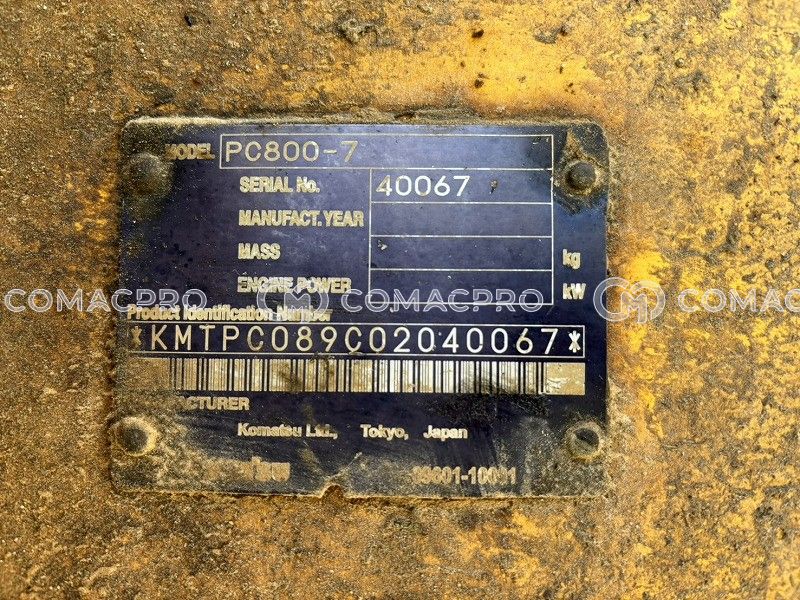 MODEL PC800-7
SERIAL No. 40067
MANUFACT. YEAR
MASS kg
ENGINE POWER kW
COMACPRO COMACPRO COMACPRO
Product Identification Number
*KMTPC089C02040067*
Komatsu Ltd., Tokyo, Japan